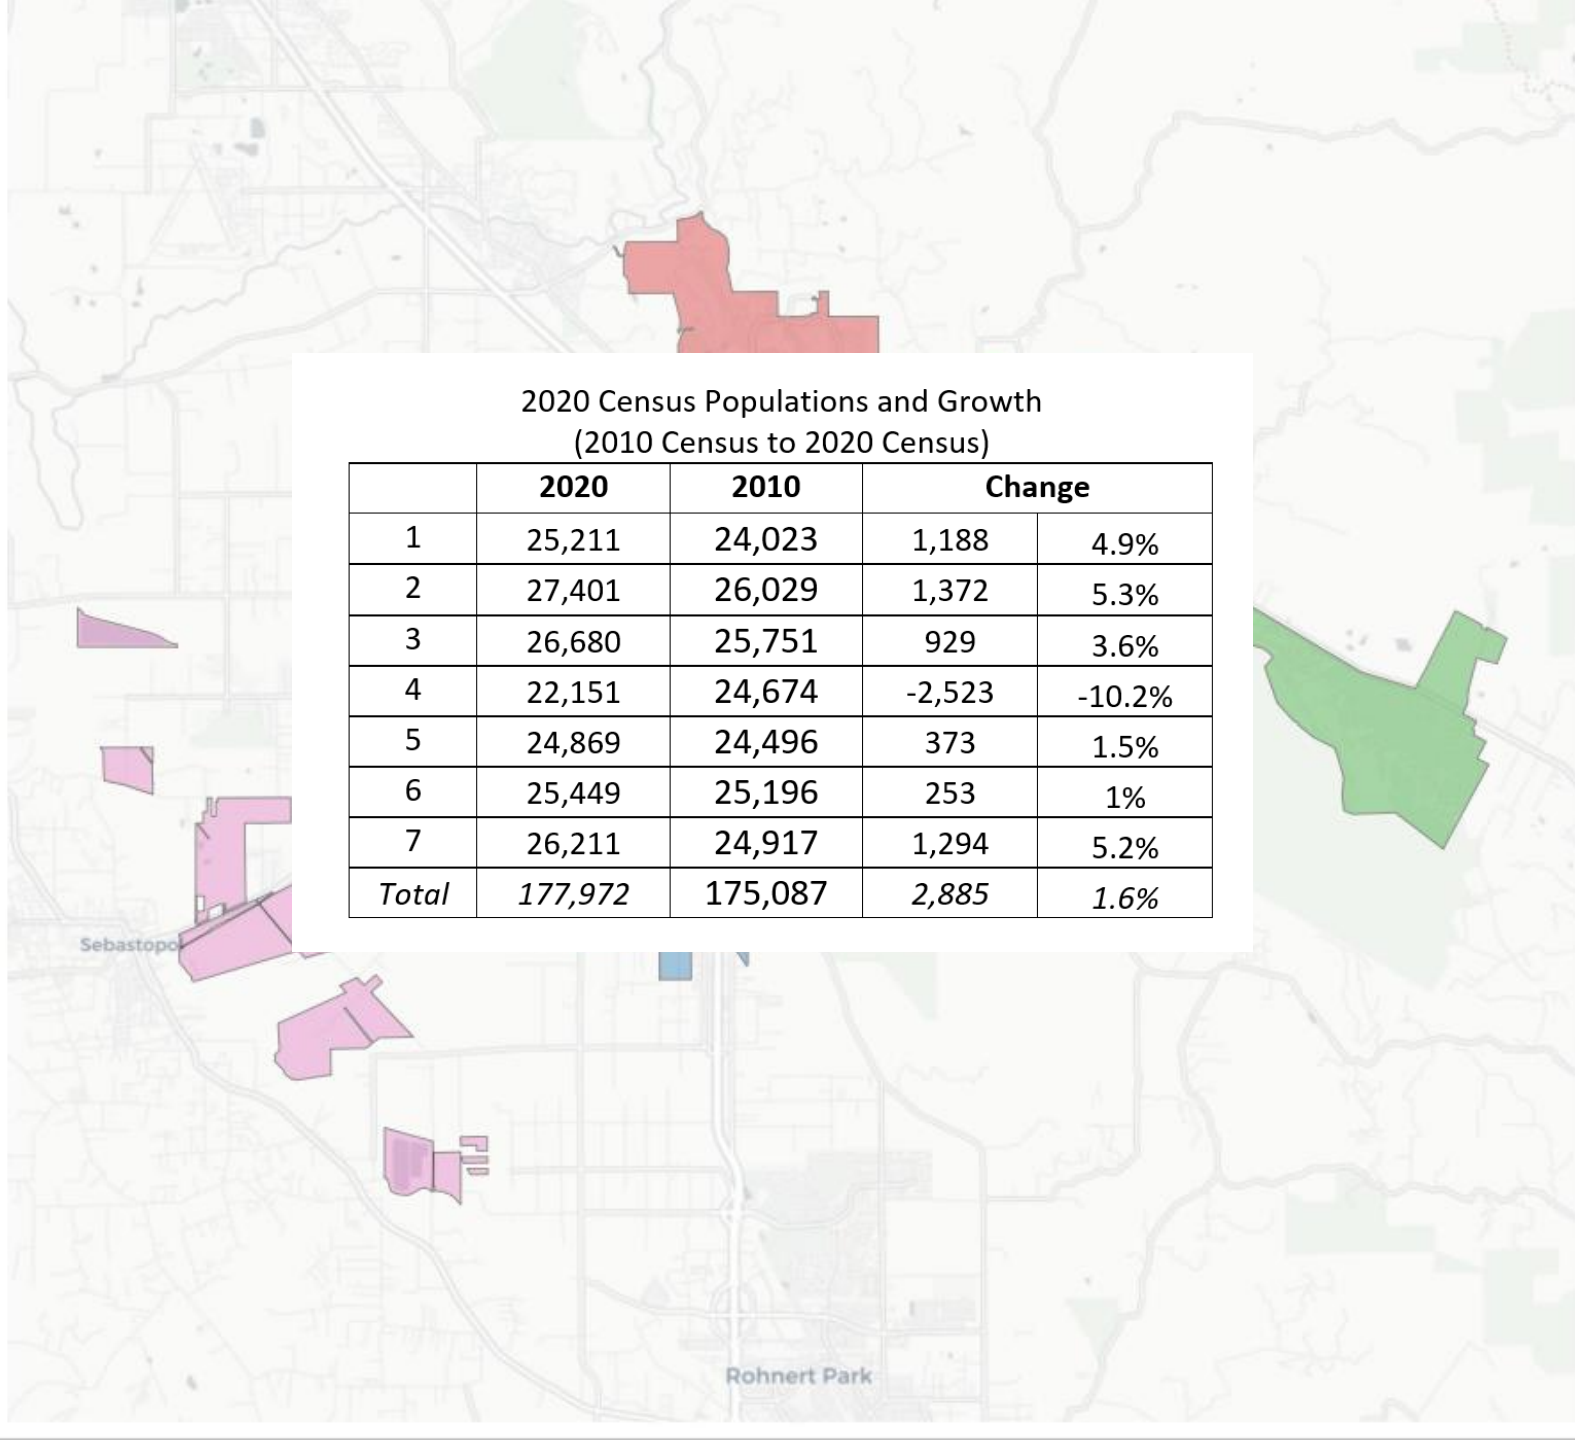 2020 Census Populations and Growth
(2010 Census to 2020 Census)
2020 2010 Change
1 25,211 24,023 1,188 4.9%
2 27,401 26,029 1,372 5.3%
3 26,680 25,751 929 3.6%
4 22,151 24,674 -2,523 -10.2%
5 24,869 24,496 373 1.5%
6 25,449 25,196 253 1%
7 26,211 24,917 1,294 5.2%
Total 177,972 175,087 2,885 1.6%
Sebastopo
Rohnert Park